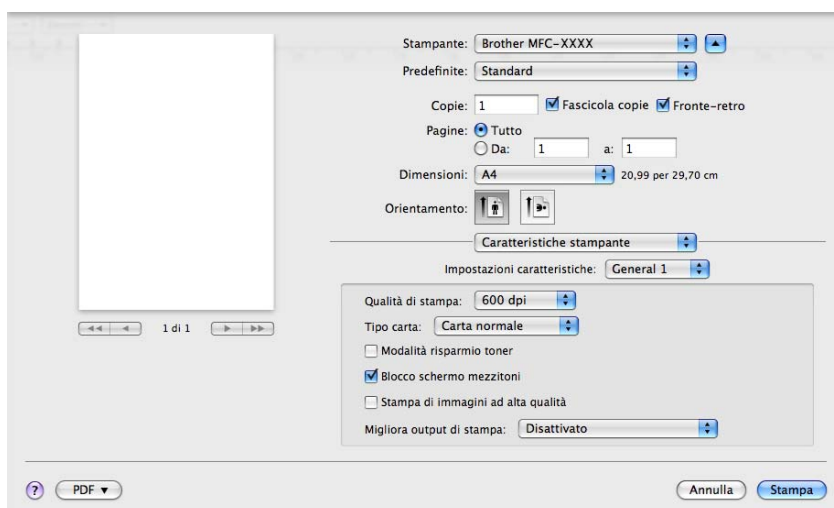 Stampante: Brother MFC-XXXX
Predefinite: Standard
Copie: 1 Fascicola copie Fronte-retro
Pagine: Tutto
Da: 1 a: 1
Dimensioni: A4 20,99 per 29,70 cm
Orientamento:
Caratteristiche stampante
Impostazioni caratteristiche: General 1
Qualità di stampa: 600 dpi
1 di 1
Tipo carta: Carta normale
Modalità risparmio toner
Blocco schermo mezzitoni
Stampa di immagini ad alta qualità
Migliora output di stampa: Disattivato
? PDF ▼ Annulla Stampa